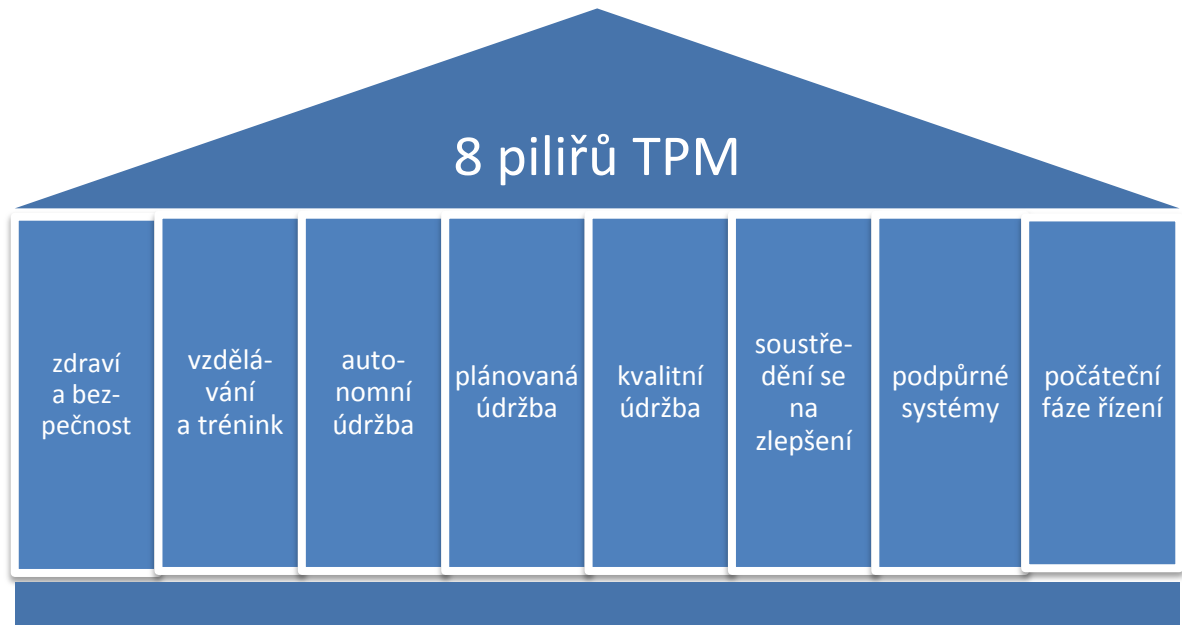 8 pilířů TPM
zdraví
a bez-
pečnost
vzdělá-
vání
a trénink
auto-
nomní
údržba
plánovaná
údržba
kvalitní
údržba
soustře-
dění se
na
zlepšení
podpůrné
systémy
počáteční
fáze řízení